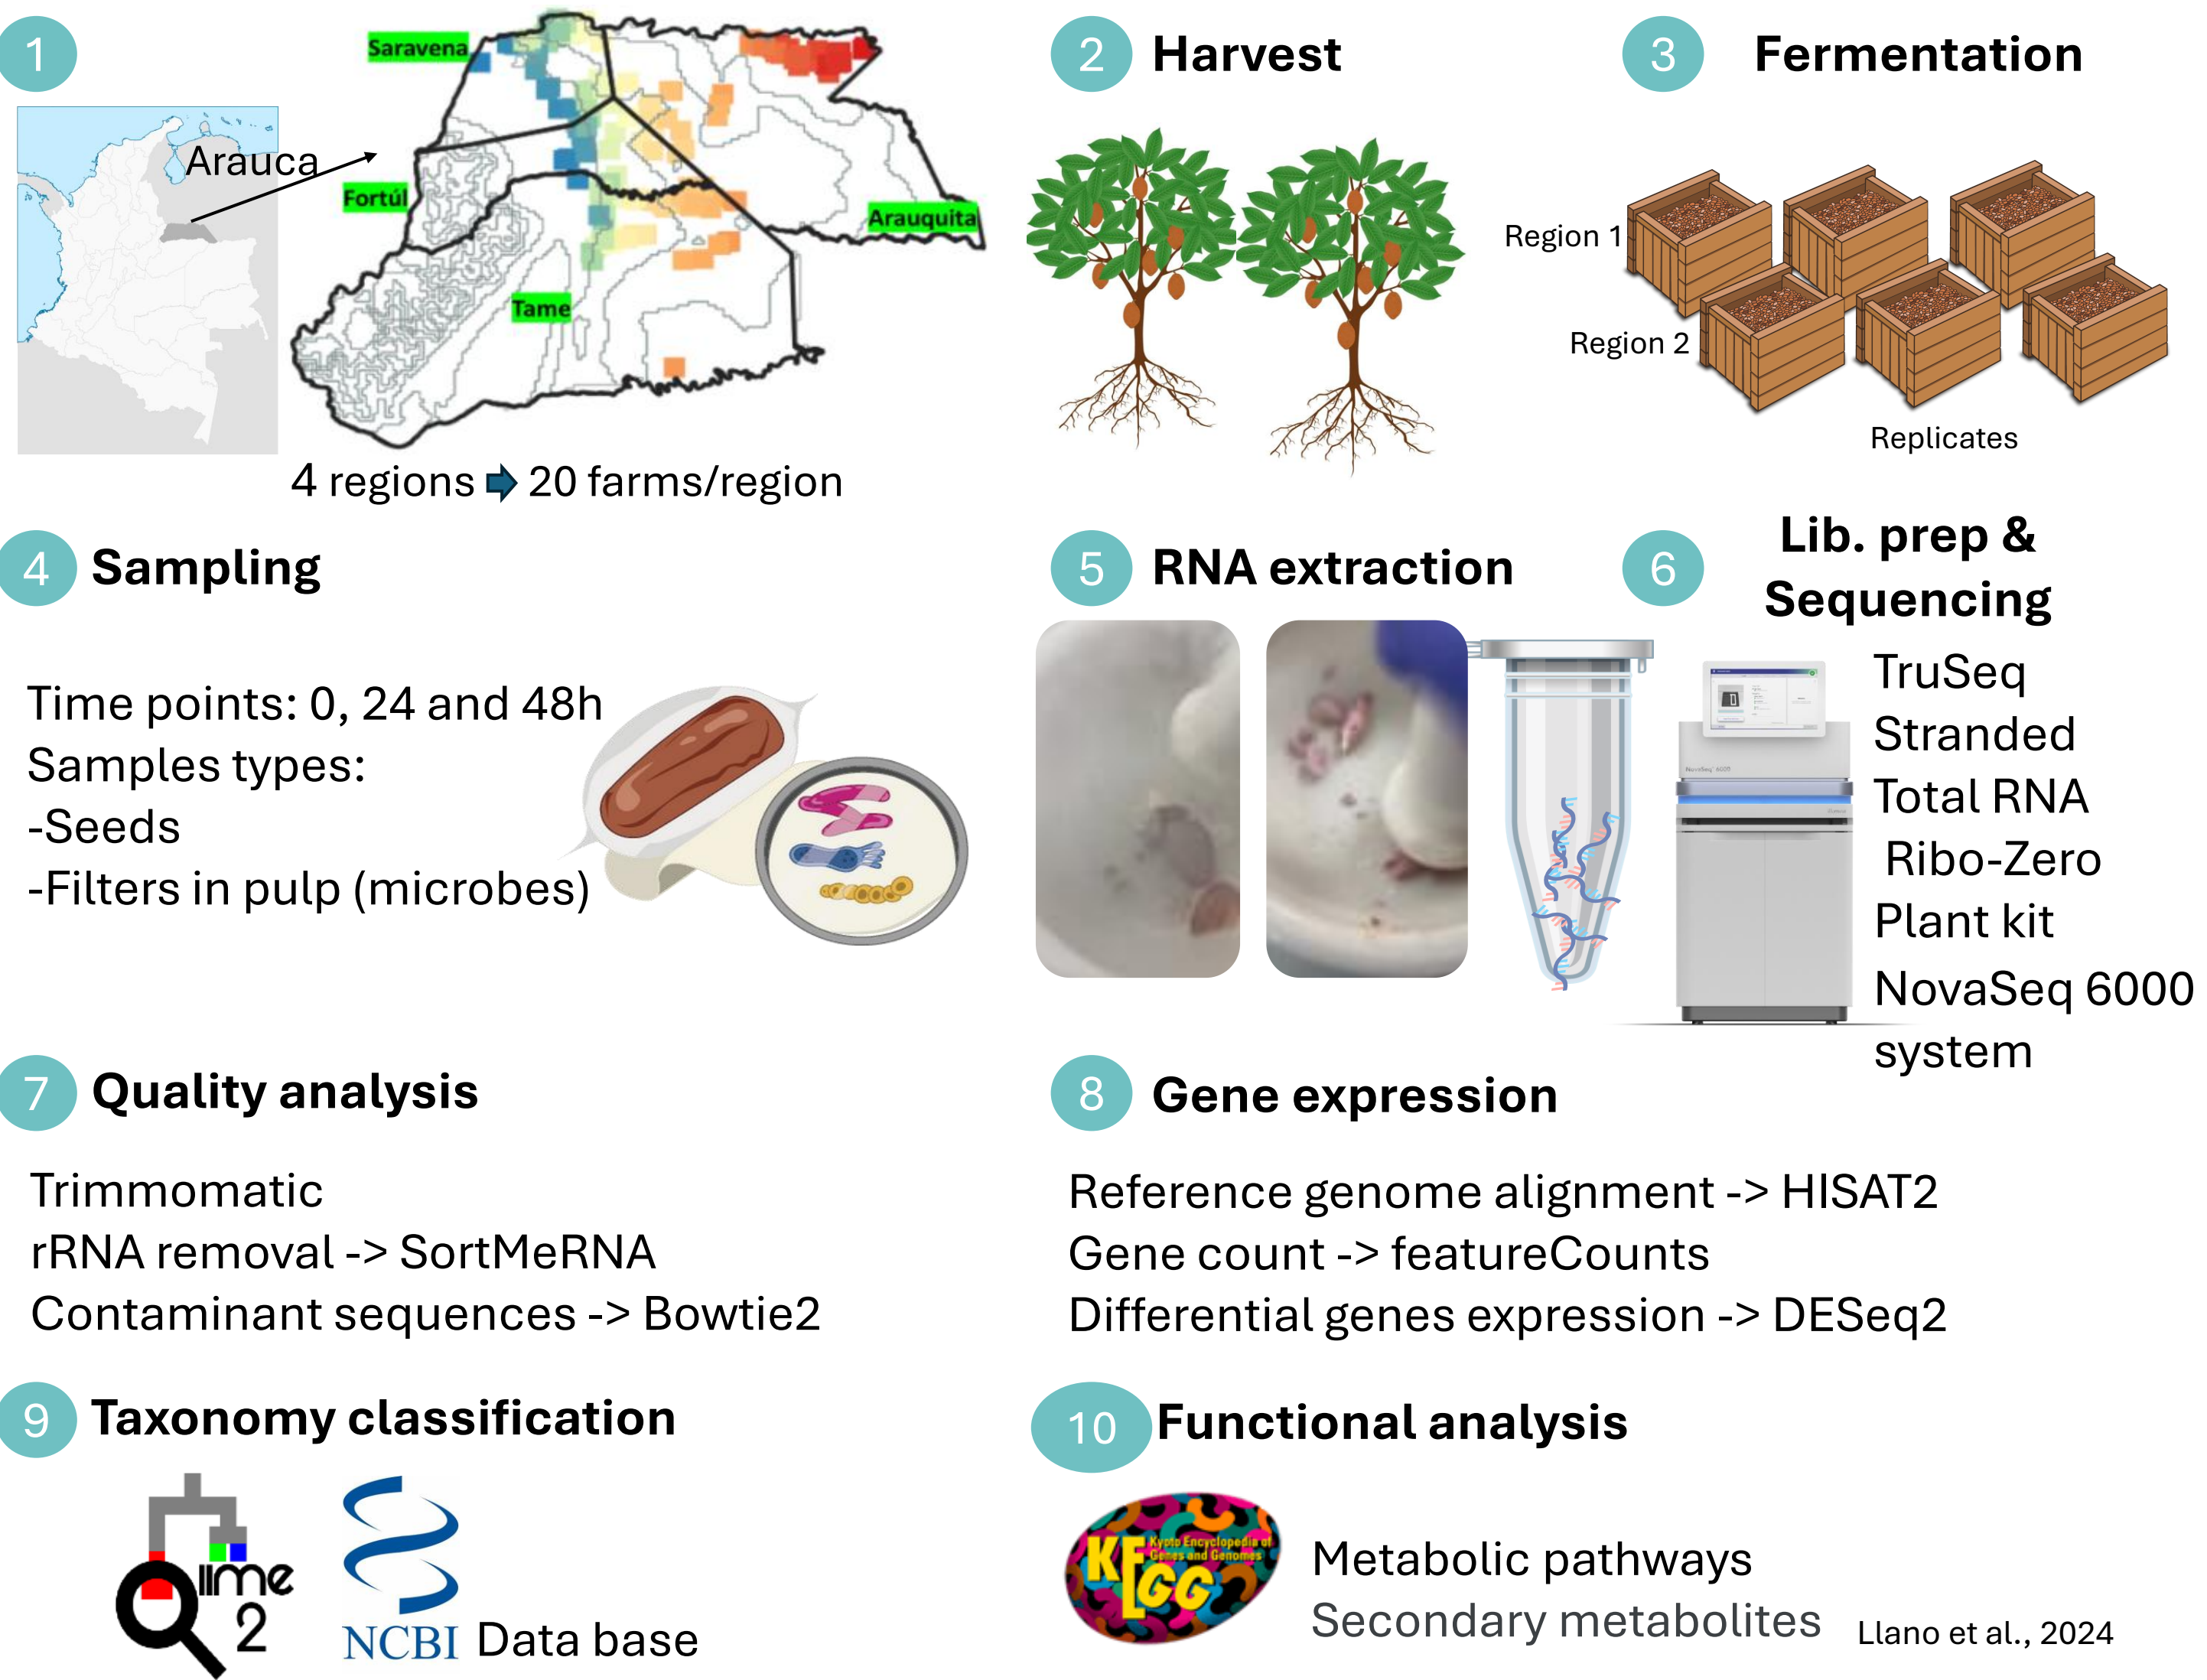 1
Saravena
Arauca
Fortúl
Arauquita
Tame
4 regions 20 farms/region
2 Harvest
3 Fermentation
Region 1
Region 2
Replicates
4 Sampling
Time points: 0, 24 and 48h
Samples types:
-Seeds
-Filters in pulp (microbes)
5 RNA extraction
6 Lib. prep &
Sequencing
TruSeq
Stranded
Total RNA
Ribo-Zero
Plant kit
NovaSeq 6000
system
NovaSeq 6000
7 Quality analysis
Trimmomatic
rRNA removal -> SortMeRNA
Contaminant sequences -> Bowtie2
8 Gene expression
Reference genome alignment -> HISAT2
Gene count -> featureCounts
Differential genes expression -> DESeq2
9 Taxonomy classification
QIIme
2
NCBI Data base
10 Functional analysis
KEGG
Kyoto Encyclopedia of
Genes and Genomes
Metabolic pathways
Secondary metabolites
Llano et al., 2024